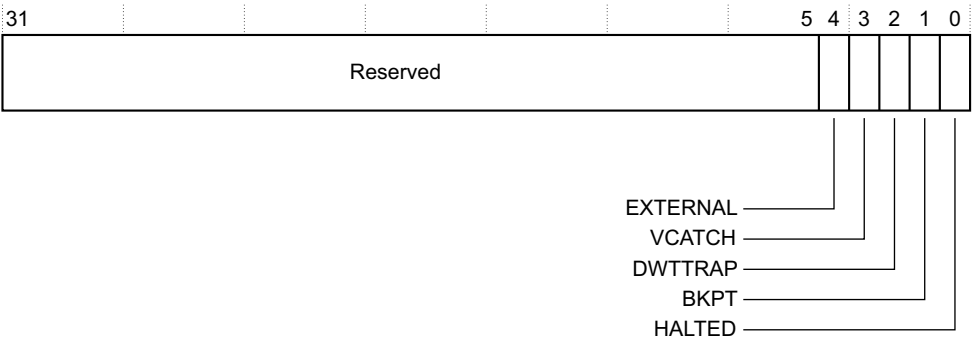 31 5 4 3 2 1 0
Reserved
EXTERNAL
VCATCH
DWTTRAP
BKPT
HALTED